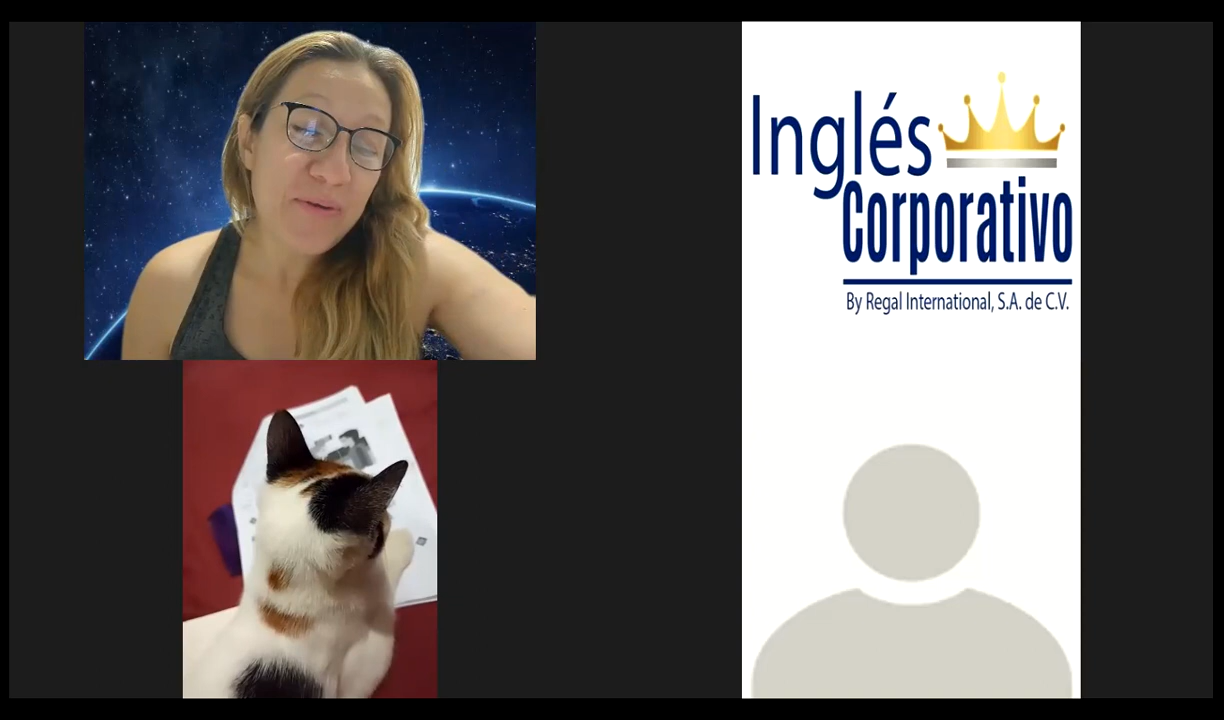 Inglés
Corporativo
By Regal International, S.A. de C.V.